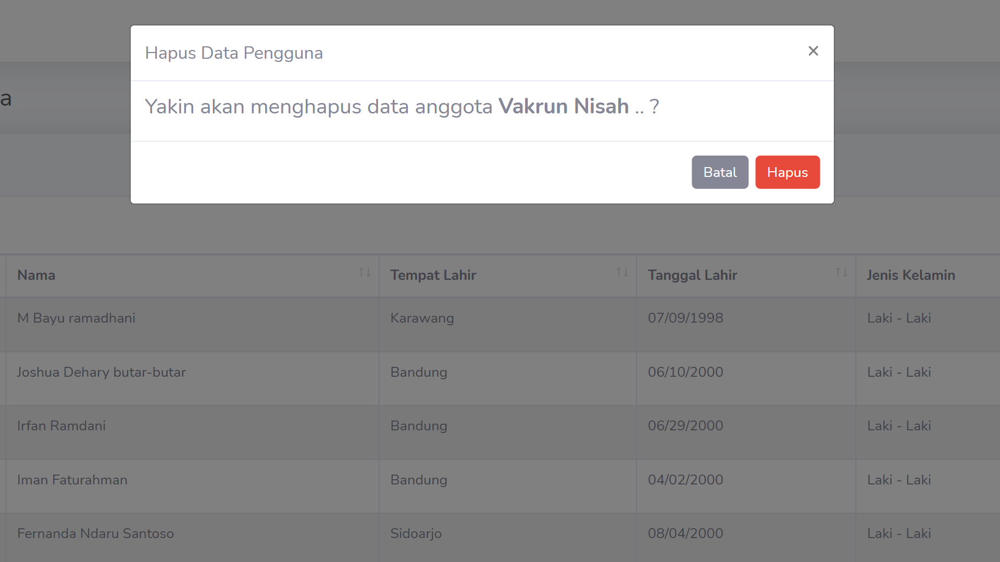 Hapus Data Pengguna ×
a
Yakin akan menghapus data anggota Vakrun Nisah .. ?
Batal Hapus
Nama ↑↓ Tempat Lahir ↑↓ Tanggal Lahir ↑↓ Jenis Kelamin
M Bayu ramadhani Karawang 07/09/1998 Laki - Laki
Joshua Dehary butar-butar Bandung 06/10/2000 Laki - Laki
Irfan Ramdani Bandung 06/29/2000 Laki - Laki
Iman Faturahman Bandung 04/02/2000 Laki - Laki
Fernanda Ndaru Santoso Sidoarjo 08/04/2000 Laki - Laki